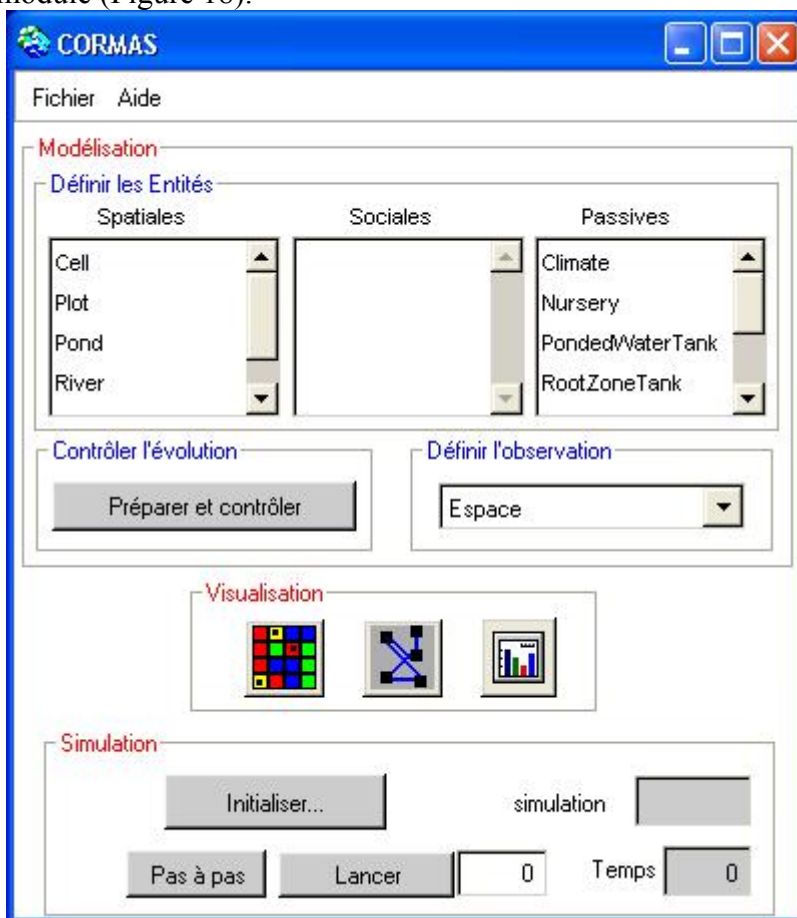 module (Figure 18).
CORMAS
Fichier Aide
Modélisation
Définir les Entités
Spatiales Sociales Passives
Cell Climate
Plot Nursery
Pond PondedWaterTank
River RootZoneTank
Contrôler l'évolution Définir l'observation
Préparer et contrôler Espace
Visualisation
Simulation
Initialiser... simulation
Pas à pas Lancer 0 Temps 0